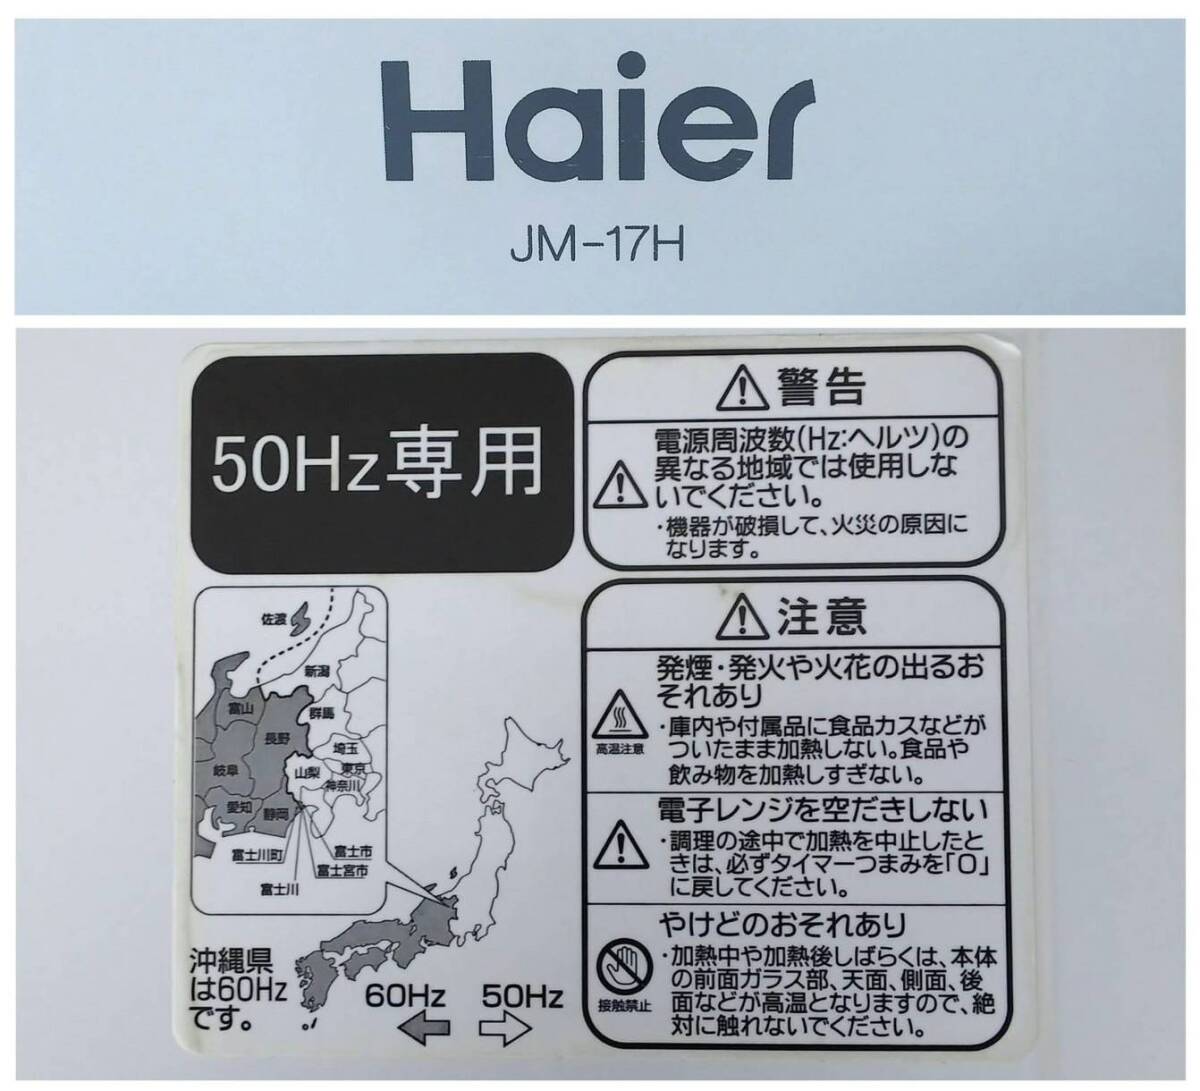 Haier
JM-17H
50Hz専用
警告
電源周波数(Hz:ヘルツ)の
異なる地域では使用しな
いでください。
・機器が破損して、火災の原因に
なります。
佐渡
新潟
富山
群馬
長野
埼玉
岐阜
山梨
東京
神奈川
愛知
静岡
富士川町
富士市
富士宮市
富士川
沖縄県
は60Hz
です。
60Hz
50Hz
注意
発煙・発火や火花の出るお
それあり
高温注意
・庫内や付属品に食品カスなどが
ついたまま加熱しない。食品や
飲み物を加熱しすぎない。
電子レンジを空だきしない
・調理の途中で加熱を中止したと
きは、必ずタイマーつまみを「0」
に戻してください。
やけどのおそれあり
接触禁止
・加熱中や加熱後しばらくは、本体
の前面ガラス部、天面、側面、後
面などが高温となりますので、絶
対に触れないでください。